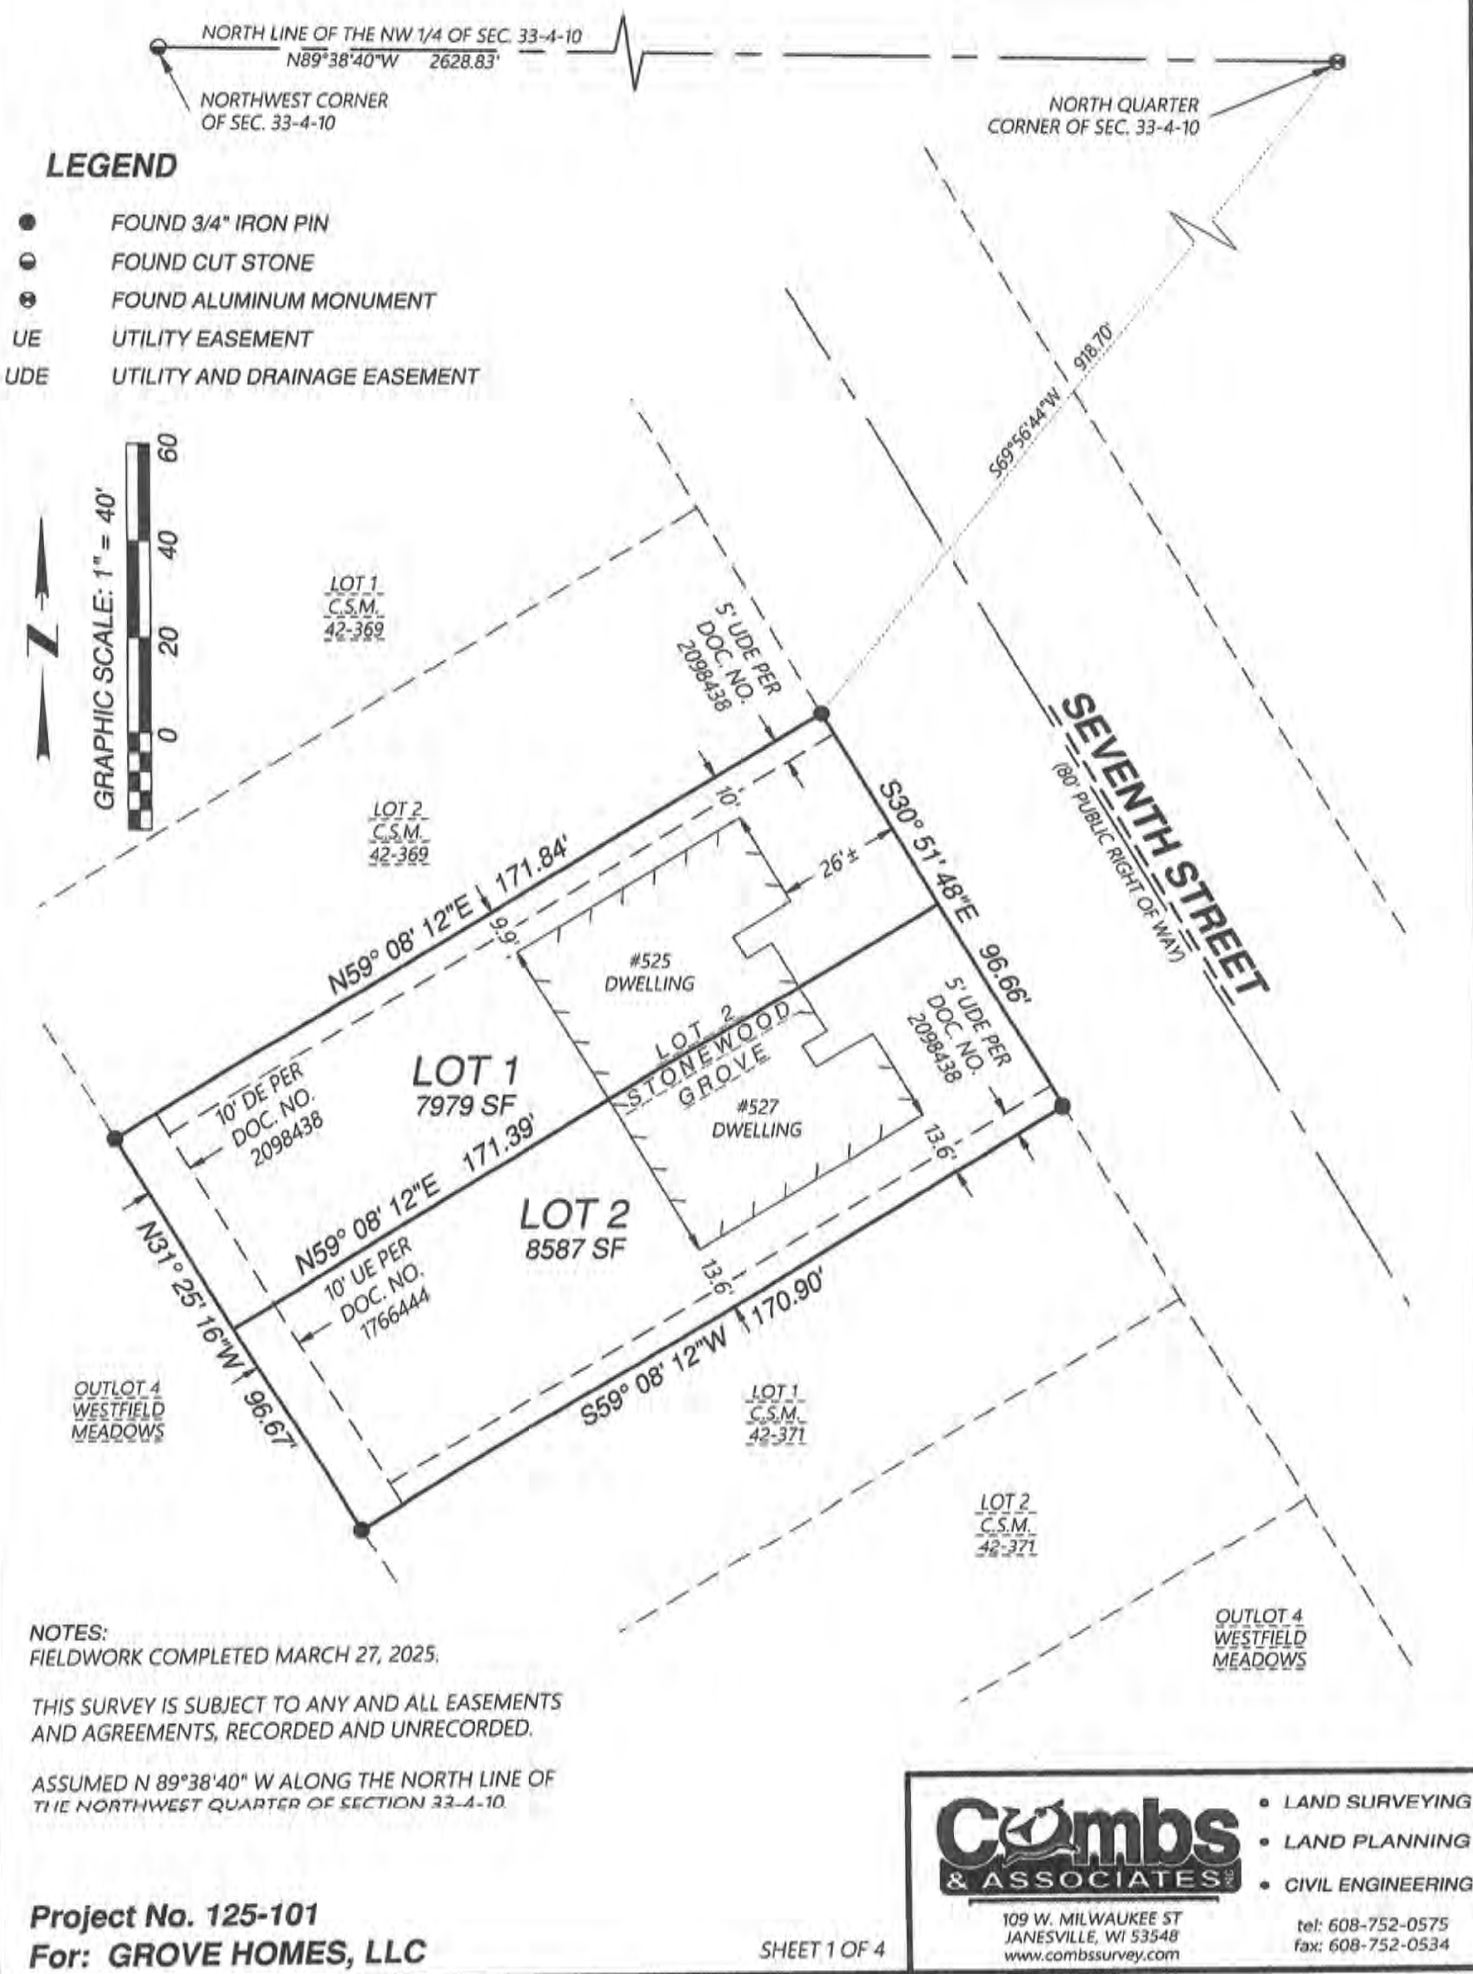 NORTH LINE OF THE NW 1/4 OF SEC. 33-4-10
N89°38'40"W 2628.83'
NORTHWEST CORNER
OF SEC. 33-4-10
NORTH QUARTER
CORNER OF SEC. 33-4-10
LEGEND
FOUND 3/4" IRON PIN
FOUND CUT STONE
FOUND ALUMINUM MONUMENT
UE UTILITY EASEMENT
UDE UTILITY AND DRAINAGE EASEMENT
S69°56'44"W 918.70'
GRAPHIC SCALE: 1" = 40'
0 20 40 60
N
LOT 1
C.S.M.
42-369
5' UDE PER
DOC. NO.
2098438
SEVENTH STREET
(80' PUBLIC RIGHT OF WAY)
LOT 2
C.S.M.
42-369
N59° 08' 12"E 171.84'
10'
9.9'
26'±
S30° 51' 48"E 96.66'
#525
DWELLING
LOT 2
STONEWOOD
GROVE
5' UDE PER
DOC. NO.
2098438
10' DE PER
DOC. NO.
2098438
LOT 1
7979 SF
#527
DWELLING
13.6'
N59° 08' 12"E 171.39'
LOT 2
8587 SF
13.6'
10' UE PER
DOC. NO.
1766444
N31° 25' 16"W 96.67'
S59° 08' 12"W 170.90'
OUTLOT 4
WESTFIELD
MEADOWS
LOT 1
C.S.M.
42-371
LOT 2
C.S.M.
42-371
OUTLOT 4
WESTFIELD
MEADOWS
NOTES:
FIELDWORK COMPLETED MARCH 27, 2025.
THIS SURVEY IS SUBJECT TO ANY AND ALL EASEMENTS
AND AGREEMENTS, RECORDED AND UNRECORDED.
ASSUMED N 89°38'40" W ALONG THE NORTH LINE OF
THE NORTHWEST QUARTER OF SECTION 33-4-10.
Project No. 125-101
For: GROVE HOMES, LLC
SHEET 1 OF 4
Combs
& ASSOCIATES INC
109 W. MILWAUKEE ST
JANESVILLE, WI 53548
www.combssurvey.com
• LAND SURVEYING
• LAND PLANNING
• CIVIL ENGINEERING
tel: 608-752-0575
fax: 608-752-0534